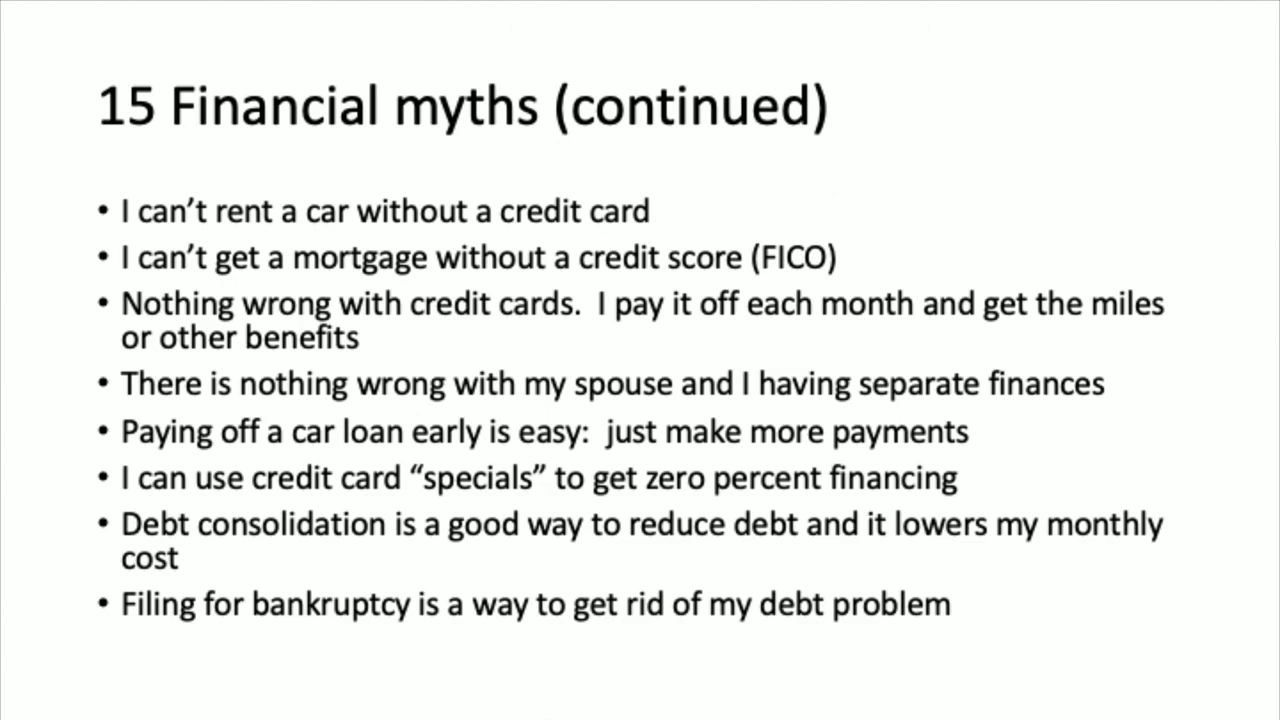 15 Financial myths (continued)
• I can’t rent a car without a credit card
• I can’t get a mortgage without a credit score (FICO)
• Nothing wrong with credit cards.  I pay it off each month and get the miles
or other benefits
• There is nothing wrong with my spouse and I having separate finances
• Paying off a car loan early is easy:  just make more payments
• I can use credit card “specials” to get zero percent financing
• Debt consolidation is a good way to reduce debt and it lowers my monthly
cost
• Filing for bankruptcy is a way to get rid of my debt problem